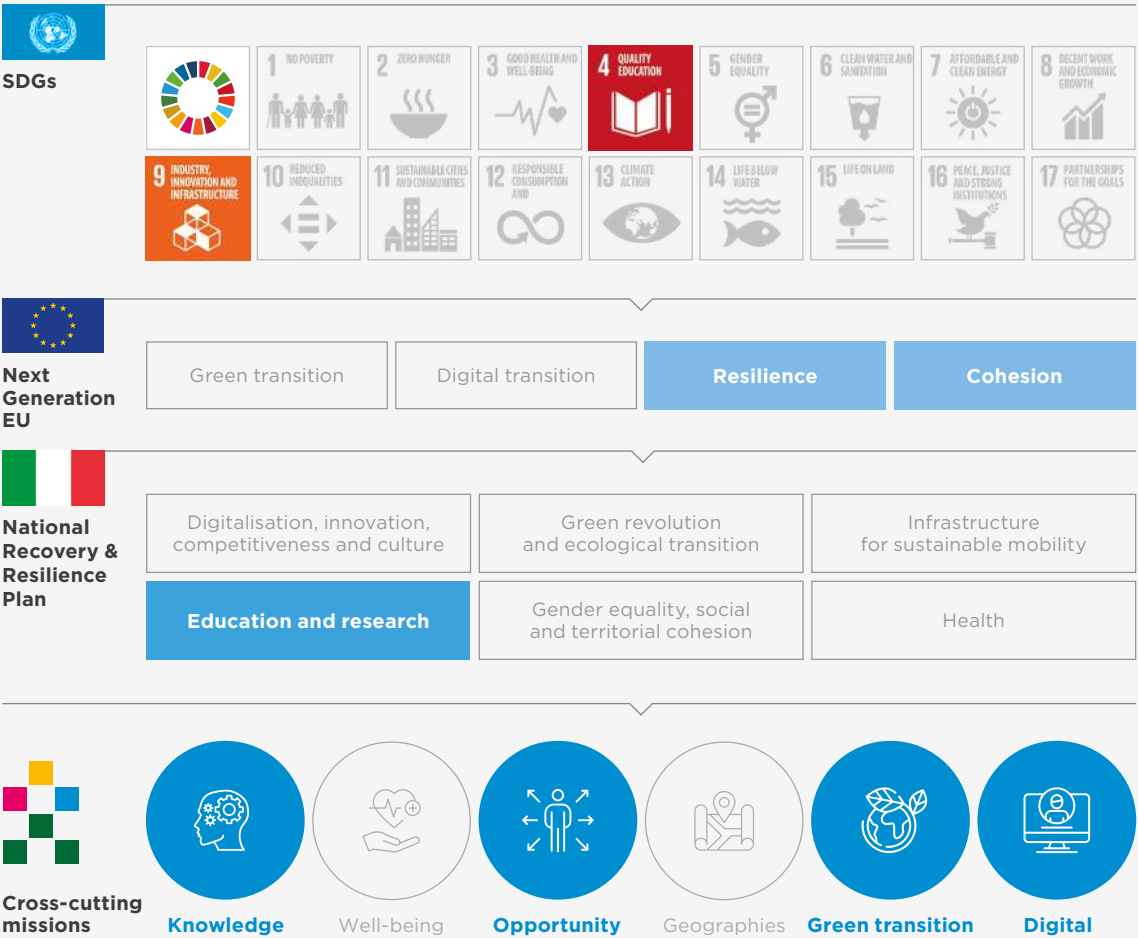 SDGs
1 NO POVERTY
2 ZERO HUNGER
3 GOOD HEALTH AND
WELL-BEING
4 QUALITY
EDUCATION
5 GENDER
EQUALITY
6 CLEAN WATER AND
SANITATION
7 AFFORDABLE AND
CLEAN ENERGY
8 DECENT WORK
AND ECONOMIC
GROWTH
9 INDUSTRY,
INNOVATION AND
INFRASTRUCTURE
10 REDUCED
INEQUALITIES
11 SUSTAINABLE CITIES
AND COMMUNITIES
12 RESPONSIBLE
CONSUMPTION
AND
13 CLIMATE
ACTION
14 LIFE BELOW
WATER
15 LIFE ON LAND
16 PEACE, JUSTICE
AND STRONG
INSTITUTIONS
17 PARTNERSHIPS
FOR THE GOALS
Next
Generation
EU
Green transition
Digital transition
Resilience
Cohesion
National
Recovery &
Resilience
Plan
Digitalisation, innovation,
competitiveness and culture
Green revolution
and ecological transition
Infrastructure
for sustainable mobility
Education and research
Gender equality, social
and territorial cohesion
Health
Cross-cutting
missions
Knowledge
Well-being
Opportunity
Geographies
Green transition
Digital